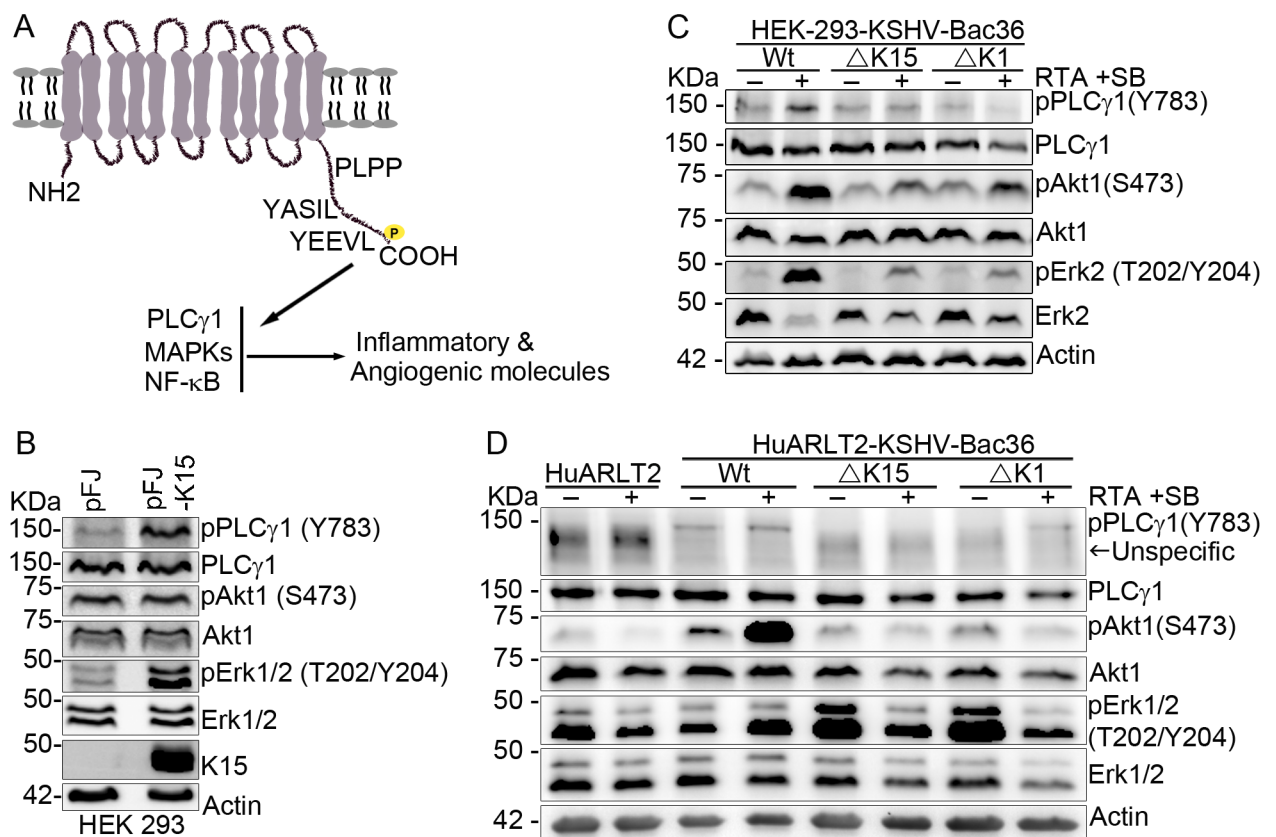 A
NH2
PLPP
YASIL
YEEVL
P
COOH
PLCγ1
MAPKs
NF-κB
Inflammatory &
Angiogenic molecules
B
pFJ
pFJ
-K15
KDa
150-
pPLCγ1 (Y783)
150-
PLCγ1
75-
pAkt1 (S473)
75-
Akt1
50-
pErk1/2 (T202/Y204)
50-
Erk1/2
50-
K15
42-
Actin
HEK 293
C
HEK-293-KSHV-Bac36
Wt △K15 △K1
KDa
– + – + – + RTA +SB
150 - pPLCγ1(Y783)
150- PLCγ1
75 -
pAkt1(S473)
75 -
Akt1
50 - pErk2 (T202/Y204)
50 -
Erk2
42 - Actin
D
HuARLT2-KSHV-Bac36
HuARLT2 Wt △K15 △K1
KDa – + – + – + – + RTA +SB
150 - pPLCγ1(Y783)
←Unspecific
150 - PLCγ1
75 -
pAkt1(S473)
75 -
Akt1
50 - pErk1/2
(T202/Y204)
50 -
Erk1/2
42 - Actin